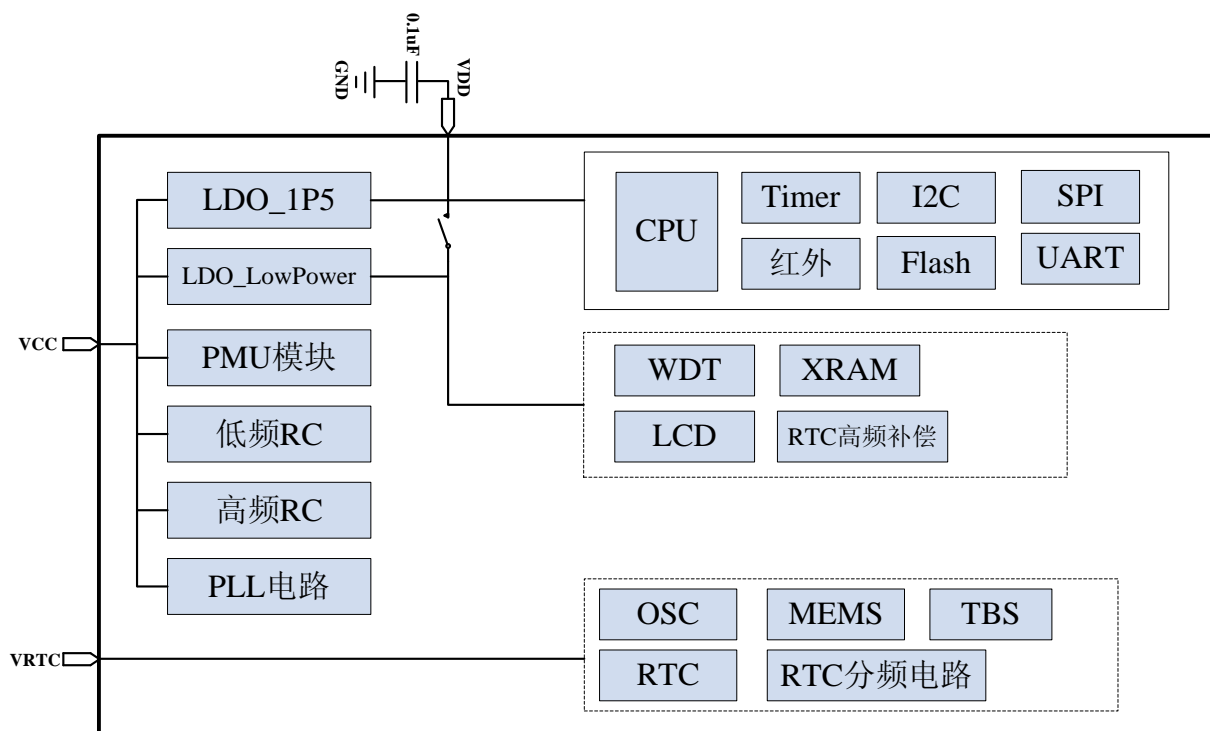 0.1uF
GND
VDD
LDO_1P5
CPU
Timer
I2C
SPI
LDO_LowPower
红外
Flash
UART
VCC
PMU模块
WDT
XRAM
低频RC
LCD
RTC高频补偿
高频RC
PLL电路
OSC
MEMS
TBS
VRTC
RTC
RTC分频电路